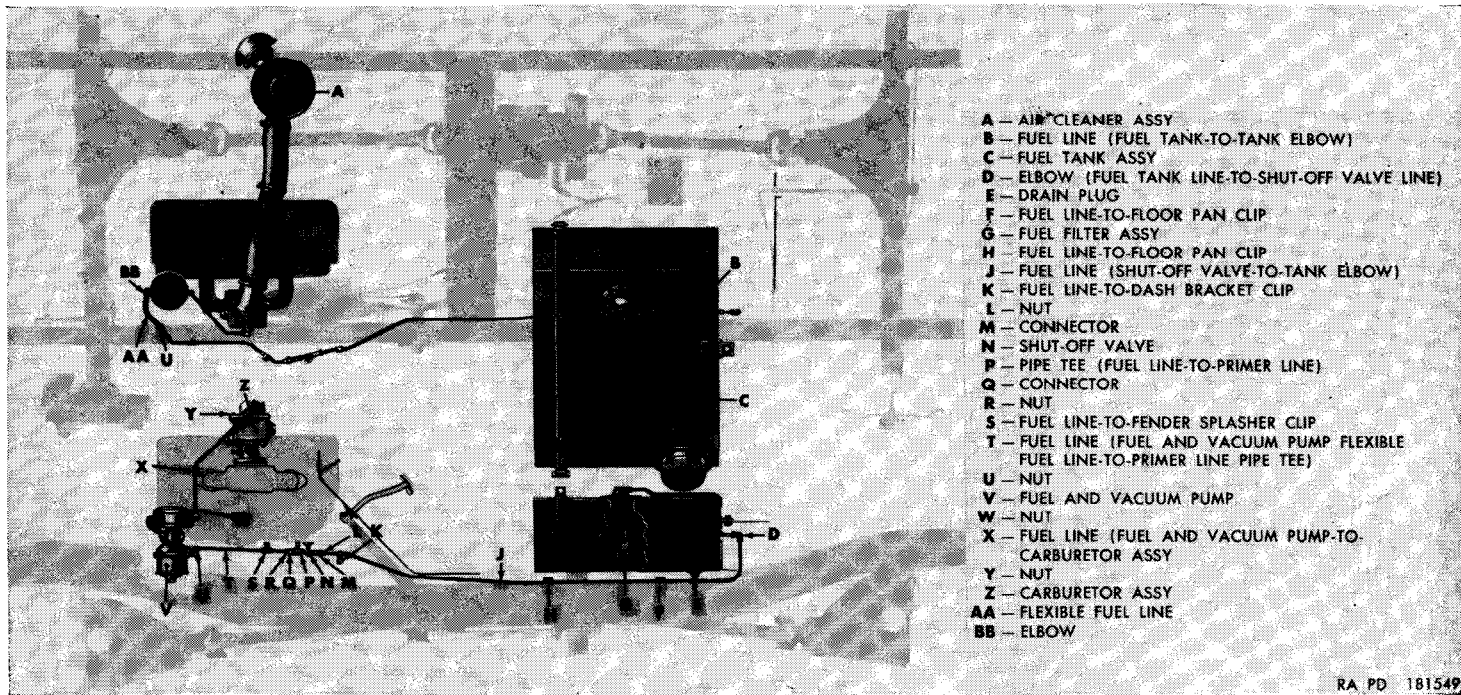 A
BB
AA U
Z
Y
X
B
C
D
K
J
T S R Q P N M
V
A — AIR CLEANER ASSY
B — FUEL LINE (FUEL TANK-TO-TANK ELBOW)
C — FUEL TANK ASSY
D — ELBOW (FUEL TANK LINE-TO-SHUT-OFF VALVE LINE)
E — DRAIN PLUG
F — FUEL LINE-TO-FLOOR PAN CLIP
G — FUEL FILTER ASSY
H — FUEL LINE-TO-FLOOR PAN CLIP
J — FUEL LINE (SHUT-OFF VALVE-TO-TANK ELBOW)
K — FUEL LINE-TO-DASH BRACKET CLIP
L — NUT
M — CONNECTOR
N — SHUT-OFF VALVE
P — PIPE TEE (FUEL LINE-TO-PRIMER LINE)
Q — CONNECTOR
R — NUT
S — FUEL LINE-TO-FENDER SPLASHER CLIP
T — FUEL LINE (FUEL AND VACUUM PUMP FLEXIBLE
FUEL LINE-TO-PRIMER LINE PIPE TEE)
U — NUT
V — FUEL AND VACUUM PUMP
W — NUT
X — FUEL LINE (FUEL AND VACUUM PUMP-TO-
CARBURETOR ASSY
Y — NUT
Z — CARBURETOR ASSY
AA — FLEXIBLE FUEL LINE
BB — ELBOW
RA PD 181549